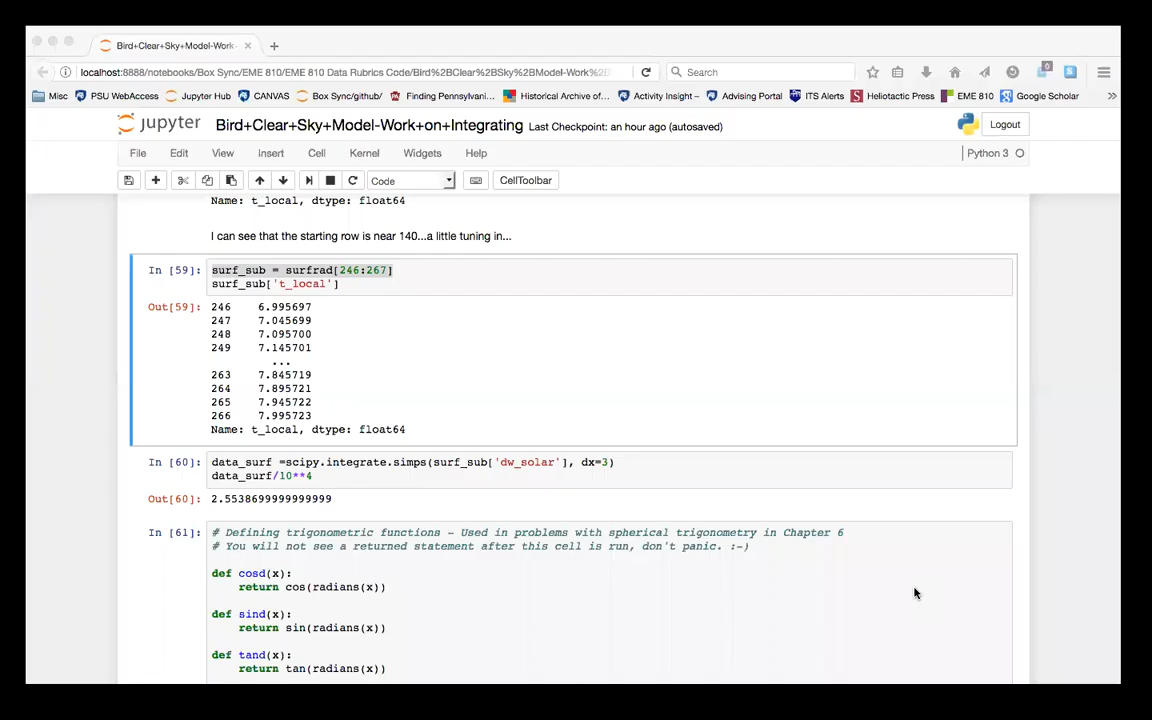 Bird+Clear+Sky+Model-Work
localhost:8888/notebooks/Box Sync/EME 810/EME 810 Data Rubrics Code/Bird%2BClear%2BSky%2BModel-Work%2B
Search
0
Misc PSU WebAccess Jupyter Hub CANVAS Box Sync/github/ Finding Pennsylvani... Historical Archive of... Activity Insight – Advising Portal ITS Alerts Heliotactic Press EME 810 Google Scholar
jupyter Bird+Clear+Sky+Model-Work+on+Integrating Last Checkpoint: an hour ago (autosaved) Logout
File Edit View Insert Cell Kernel Widgets Help Python 3
Code CellToolbar
Name: t_local, dtype: float64
I can see that the starting row is near 140...a little tuning in...
In [59]: surf_sub = surfrad[246:267]
surf_sub['t_local']
Out[59]: 246 6.995697
247 7.045699
248 7.095700
249 7.145701
...
263 7.845719
264 7.895721
265 7.945722
266 7.995723
Name: t_local, dtype: float64
In [60]: data_surf =scipy.integrate.simps(surf_sub['dw_solar'], dx=3)
data_surf/10**4
Out[60]: 2.5538699999999999
In [61]: # Defining trigonometric functions - Used in problems with spherical trigonometry in Chapter 6
# You will not see a returned statement after this cell is run, don't panic. :-)
def cosd(x):
return cos(radians(x))
def sind(x):
return sin(radians(x))
def tand(x):
return tan(radians(x))